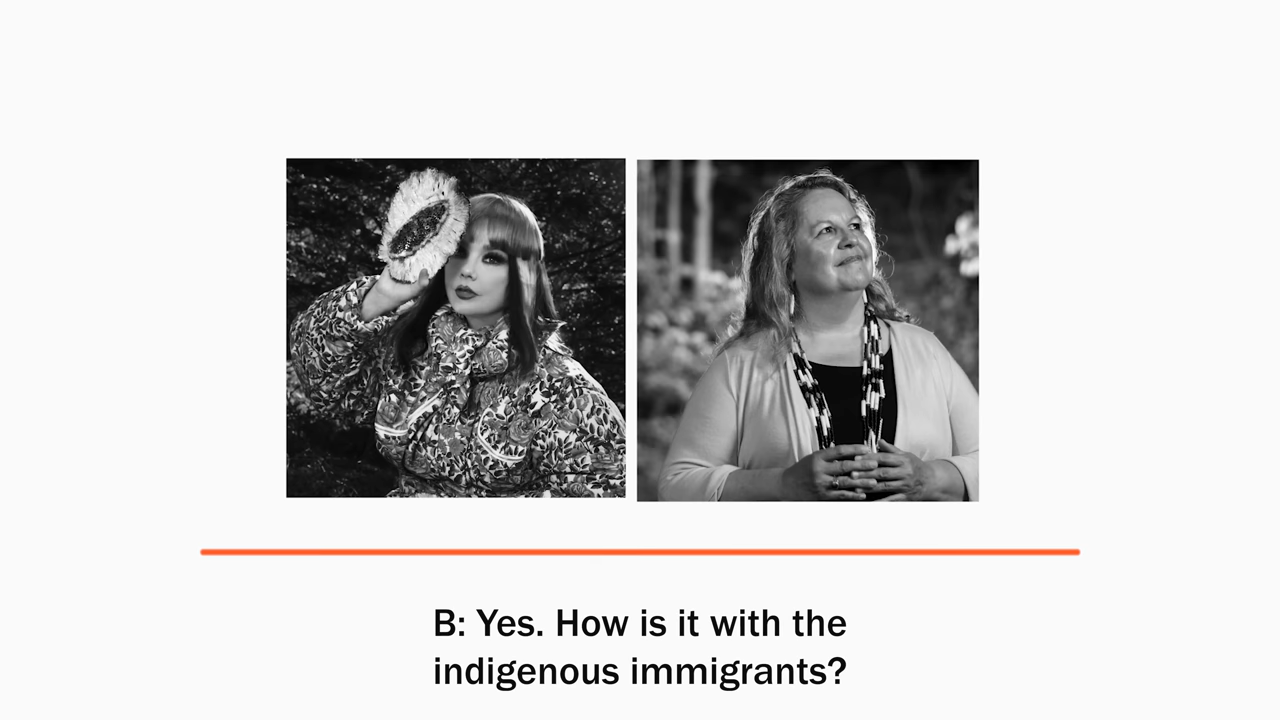 B: Yes. How is it with the
indigenous immigrants?